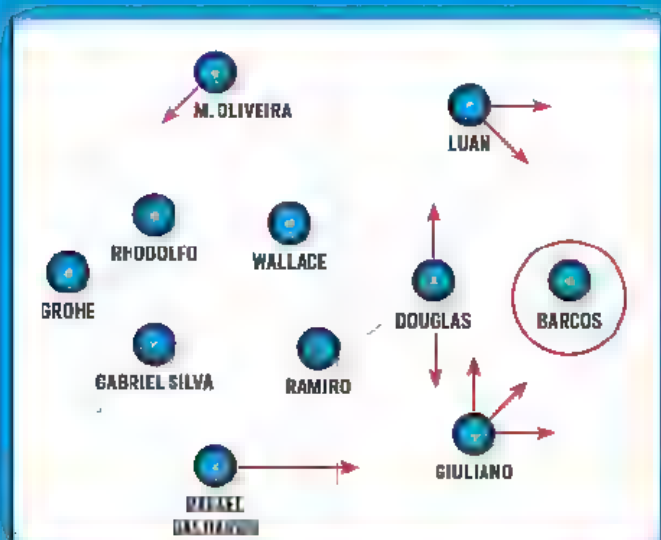 M. OLIVEIRA
LUAN
RHODOLFO
WALLACE
GROHE
DOUGLAS
BARCOS
GABRIEL SILVA
RAMIRO
GIULIANO